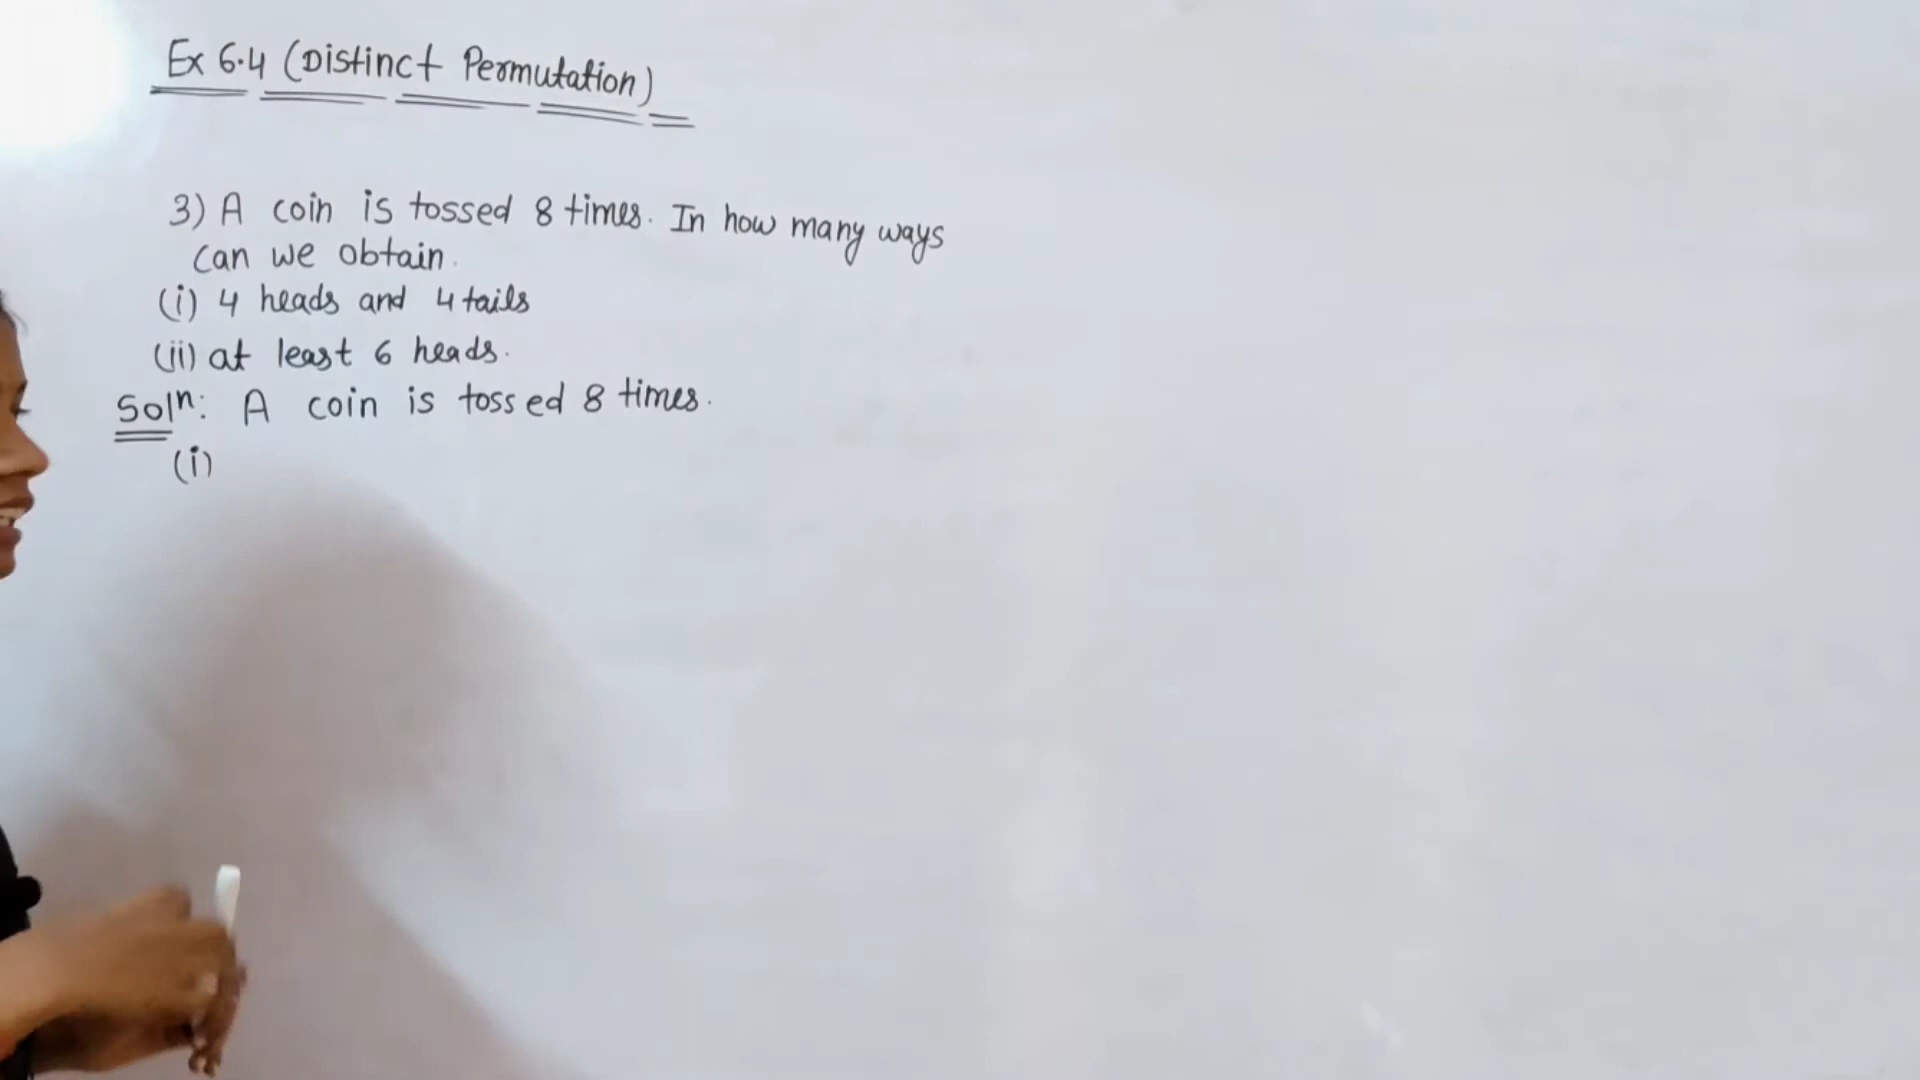 Ex 6.4 (Distinct Permutation)
3) A coin is tossed 8 times. In how many ways
can we obtain.
(i) 4 heads and 4 tails
(ii) at least 6 heads.
Soln: A coin is tossed 8 times.
(i)